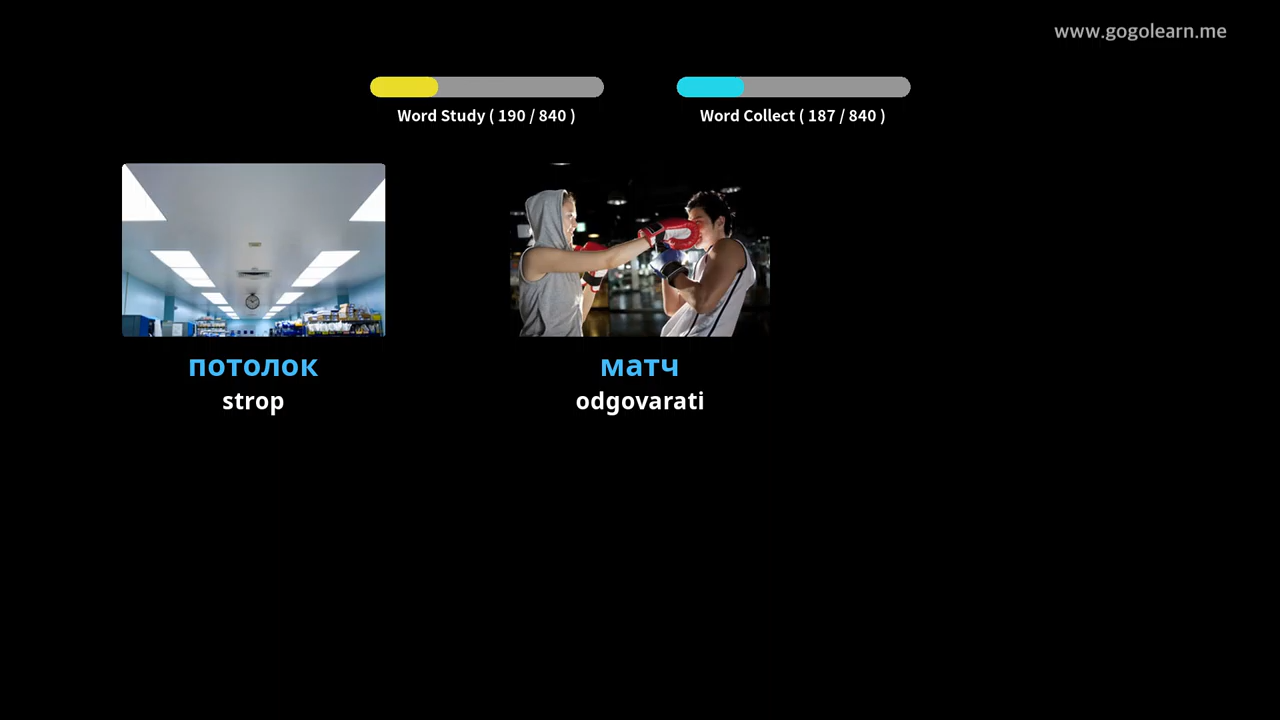 www.gogolearn.me
Word Study ( 190 / 840 )
Word Collect ( 187 / 840 )
потолок
strop
матч
odgovarati